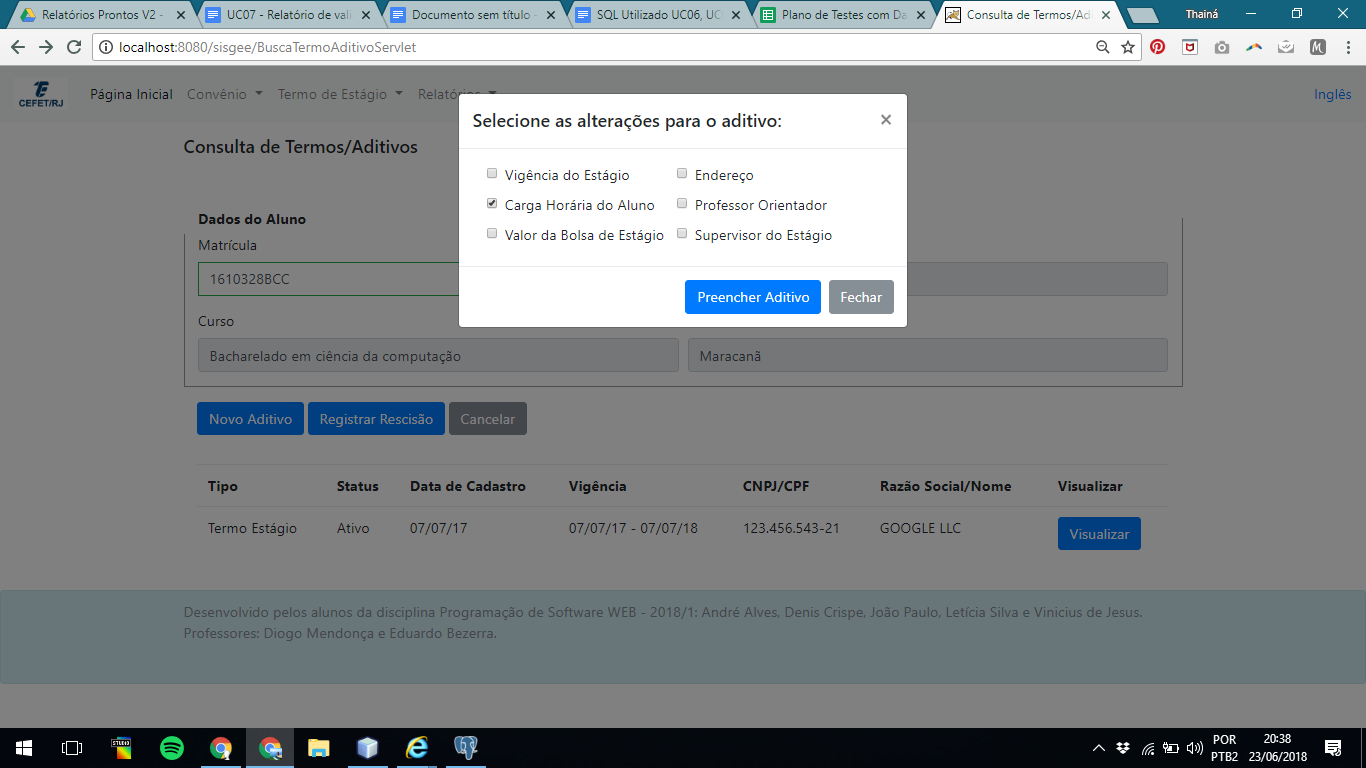 Relatórios Prontos V2 -
UC07 - Relatório de vali
Documento sem título -
SQL Utilizado UC06, UC
Plano de Testes com Da
Consulta de Termos/Adi
Thainá
localhost:8080/sisgee/BuscaTermoAditivoServlet
CEFET/RJ
Página Inicial
Convênio
Termo de Estágio
Relatórios
Inglês
Selecione as alterações para o aditivo:
×
Consulta de Termos/Aditivos
Vigência do Estágio
Endereço
Carga Horária do Aluno
Professor Orientador
Valor da Bolsa de Estágio
Supervisor do Estágio
Preencher Aditivo
Fechar
Dados do Aluno
Matrícula
1610328BCC
Curso
Bacharelado em ciência da computação
Maracanã
Novo Aditivo
Registrar Rescisão
Cancelar
Tipo Status Data de Cadastro Vigência CNPJ/CPF Razão Social/Nome Visualizar
Termo Estágio Ativo 07/07/17 07/07/17 - 07/07/18 123.456.543-21 GOOGLE LLC Visualizar
Desenvolvido pelos alunos da disciplina Programação de Software WEB - 2018/1: André Alves, Denis Crispe, João Paulo, Letícia Silva e Vinicius de Jesus.
Professores: Diogo Mendonça e Eduardo Bezerra.
STUDIO
POR
PTB2
20:38
23/06/2018